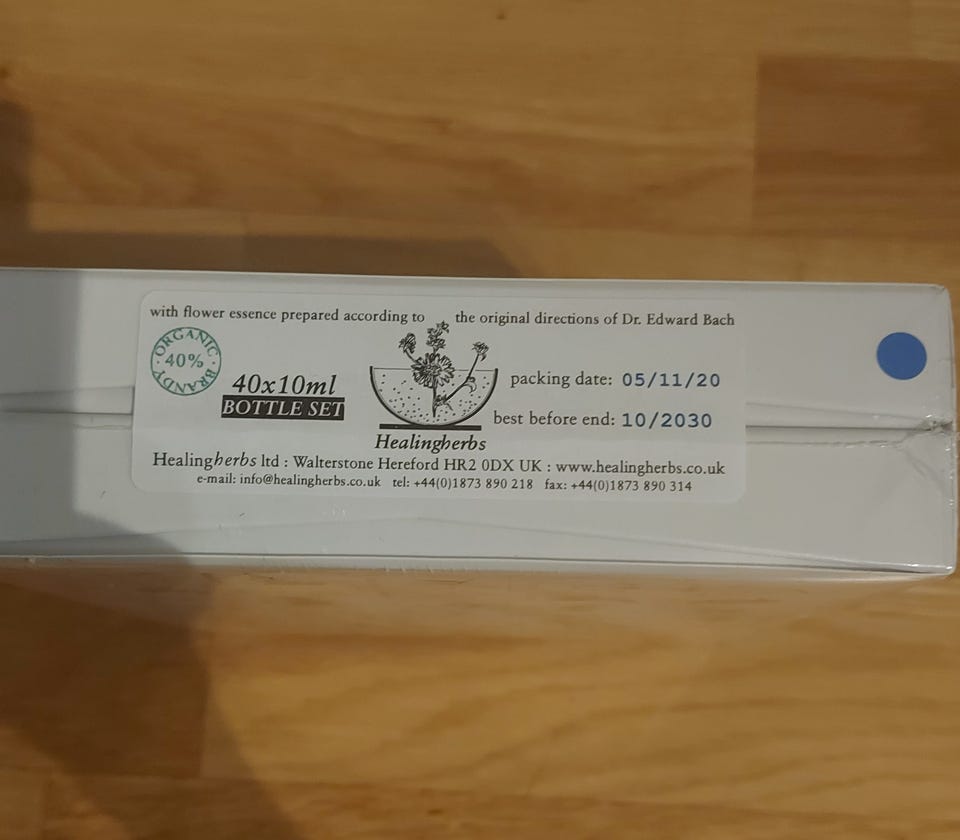 with flower essence prepared according to the original directions of Dr. Edward Bach
ORGANIC 40% BRANDY
40x10ml
BOTTLE SET
packing date: 05/11/20
best before end: 10/2030
Healingherbs
Healingherbs ltd : Walterstone Hereford HR2 0DX UK : www.healingherbs.co.uk
e-mail: info@healingherbs.co.uk tel: +44(0)1873 890 218 fax: +44(0)1873 890 314